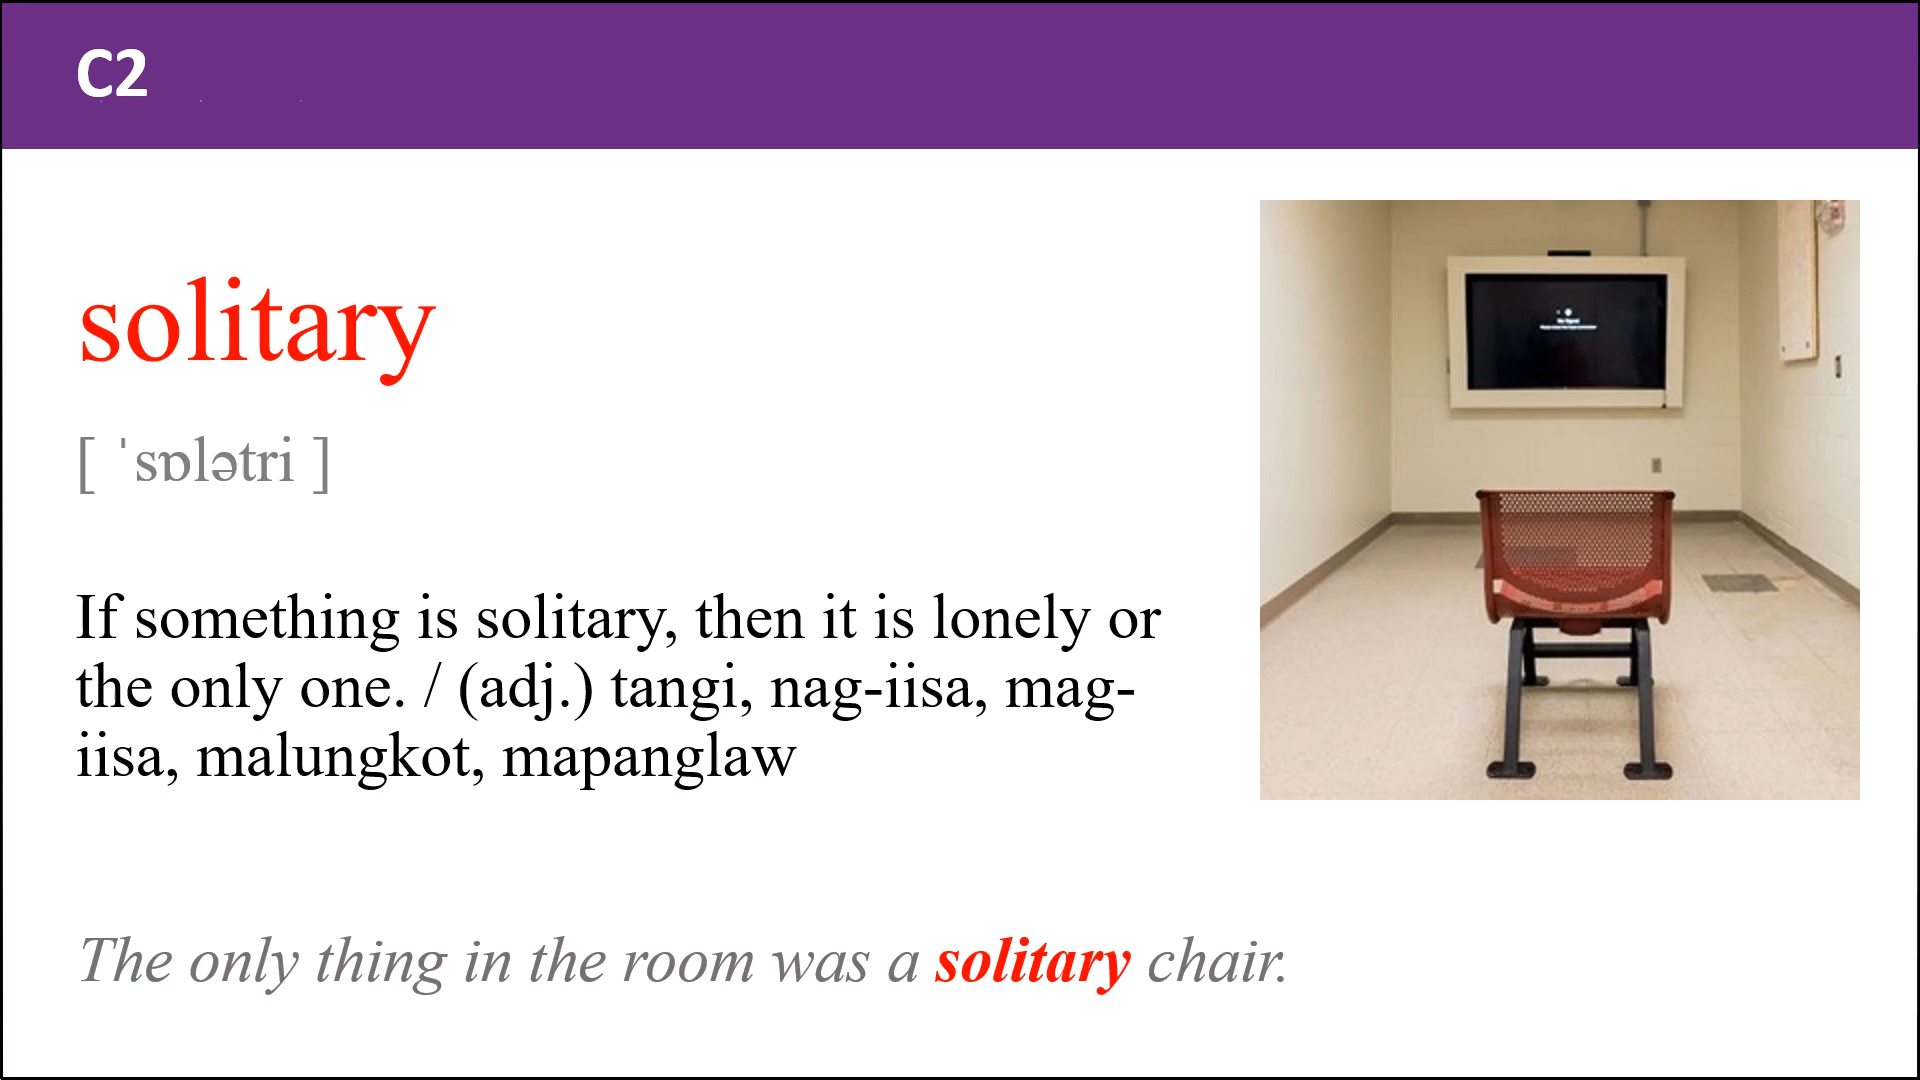 C2
solitary
[ ˈsɒlətri ]
If something is solitary, then it is lonely or
the only one. / (adj.) tangi, nag-iisa, mag-
iisa, malungkot, mapanglaw
The only thing in the room was a solitary chair.